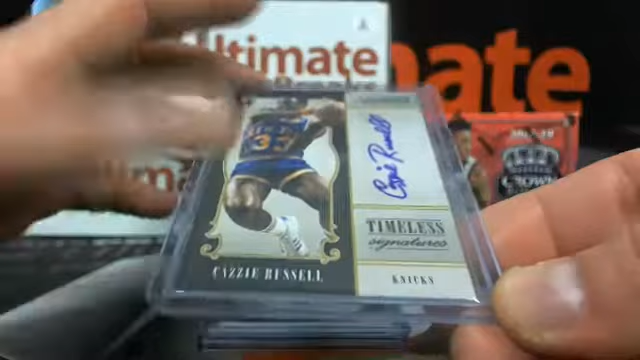 Ultimate
mate
CROWN
33
Cazzie Russell
TIMELESS
signatures
CAZZIE RUSSELL
KNICKS